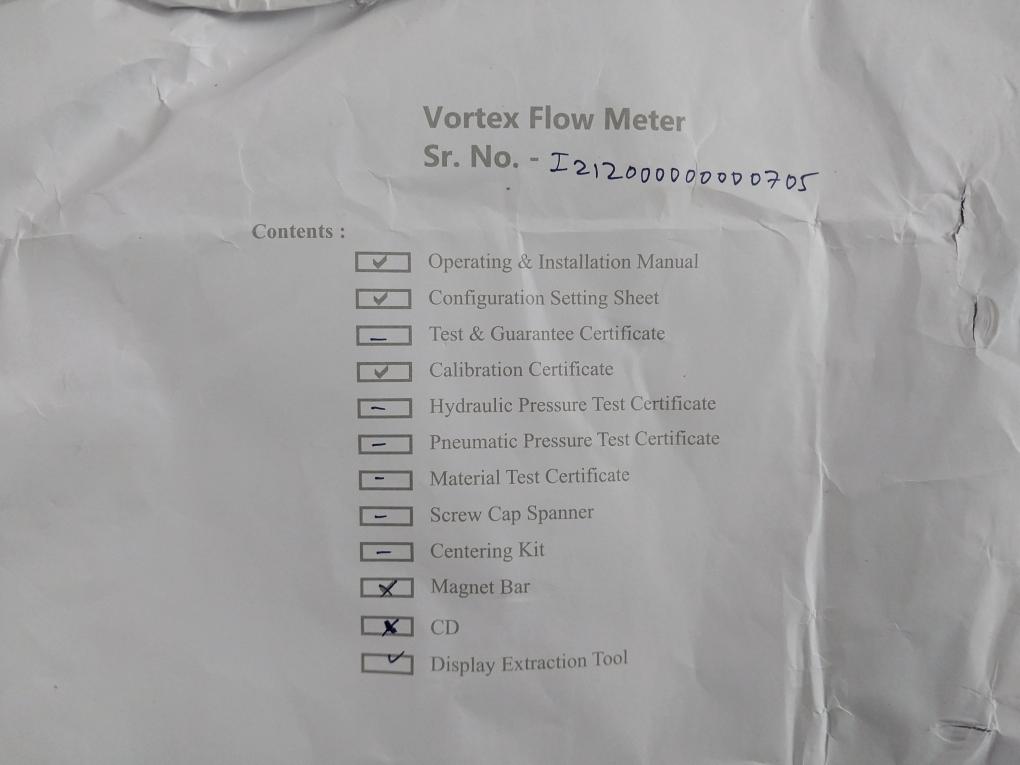 Vortex Flow Meter
Sr. No. - I212000000000705
Contents :
✓ Operating & Installation Manual
✓ Configuration Setting Sheet
– Test & Guarantee Certificate
✓ Calibration Certificate
– Hydraulic Pressure Test Certificate
– Pneumatic Pressure Test Certificate
– Material Test Certificate
– Screw Cap Spanner
– Centering Kit
✗ Magnet Bar
✗ CD
✓ Display Extraction Tool